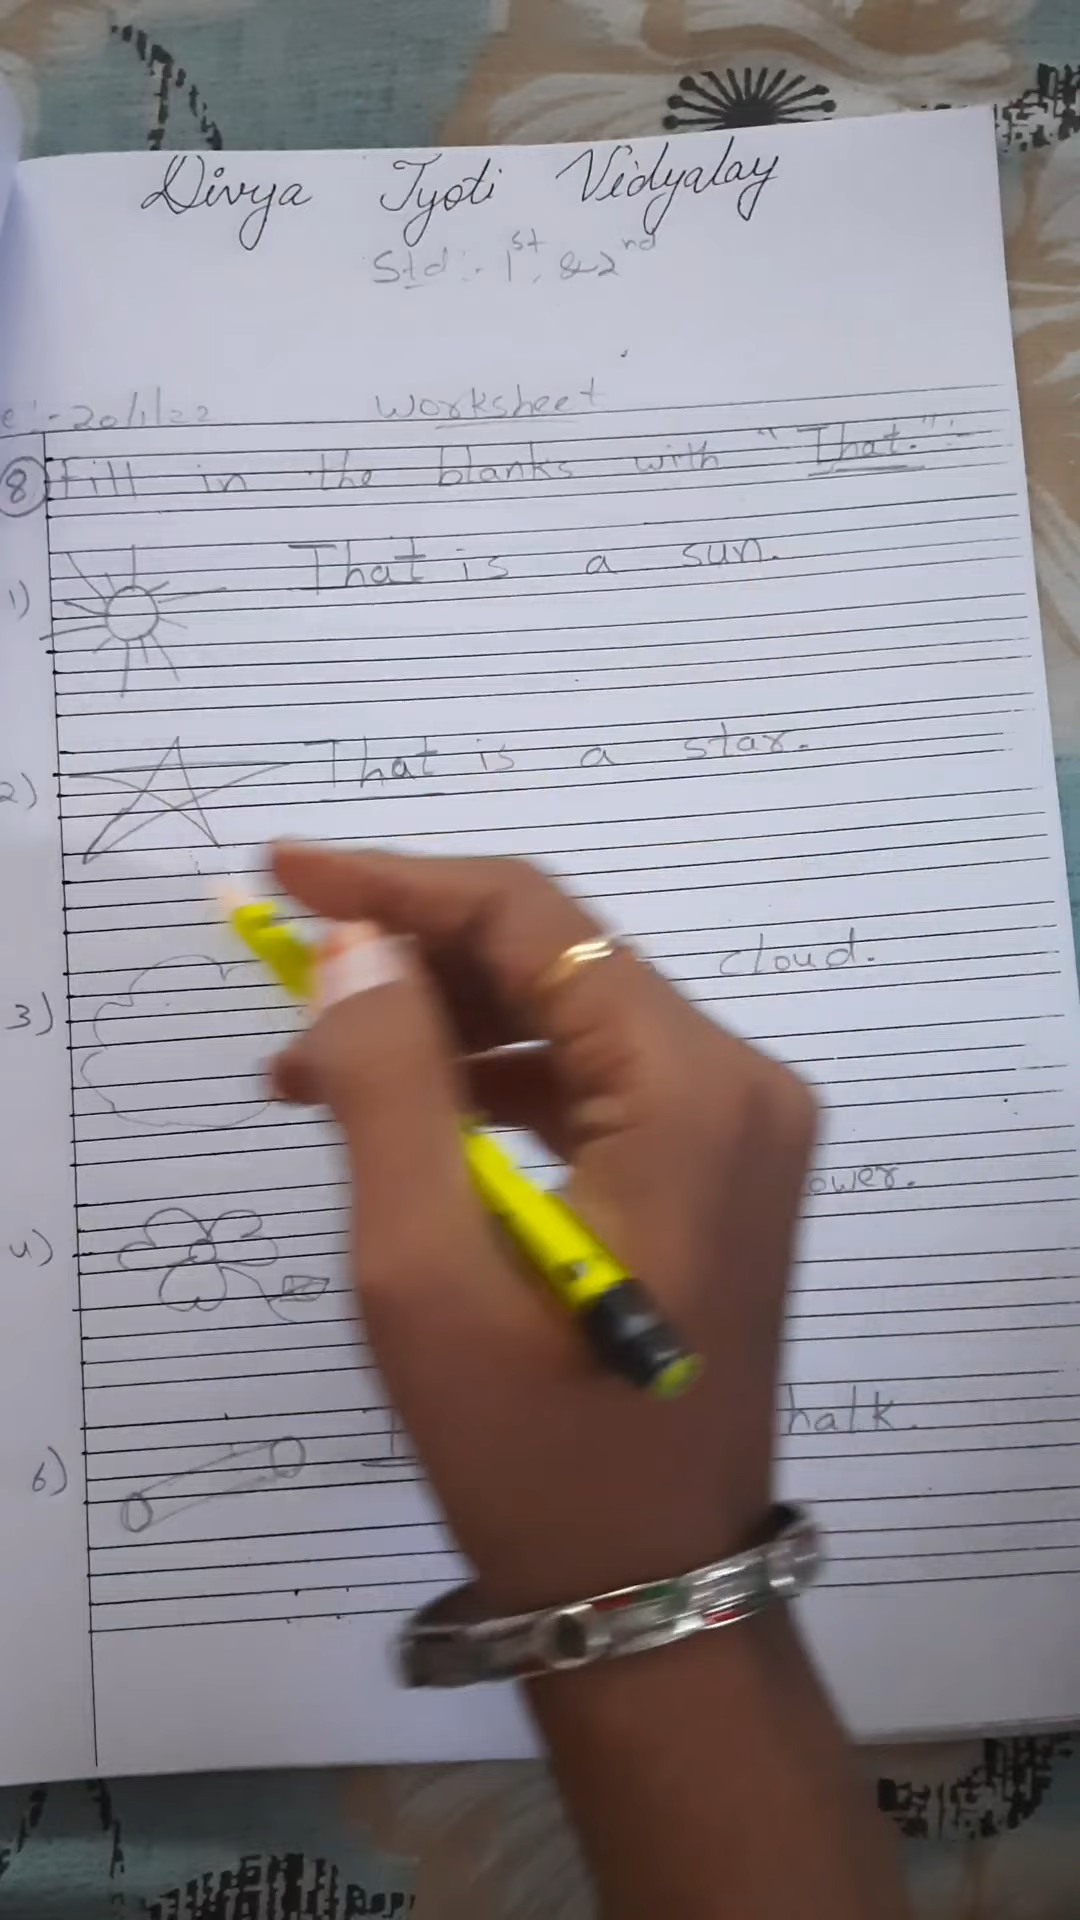 Divya Jyoti Vidyalay
Std :- 1st & 2nd
Worksheet
e :- 20/1/22
8 Fill in the blanks with "That." :-
1) That is a sun.
2) That is a star.
3) cloud.
4) ower.
6) halk.